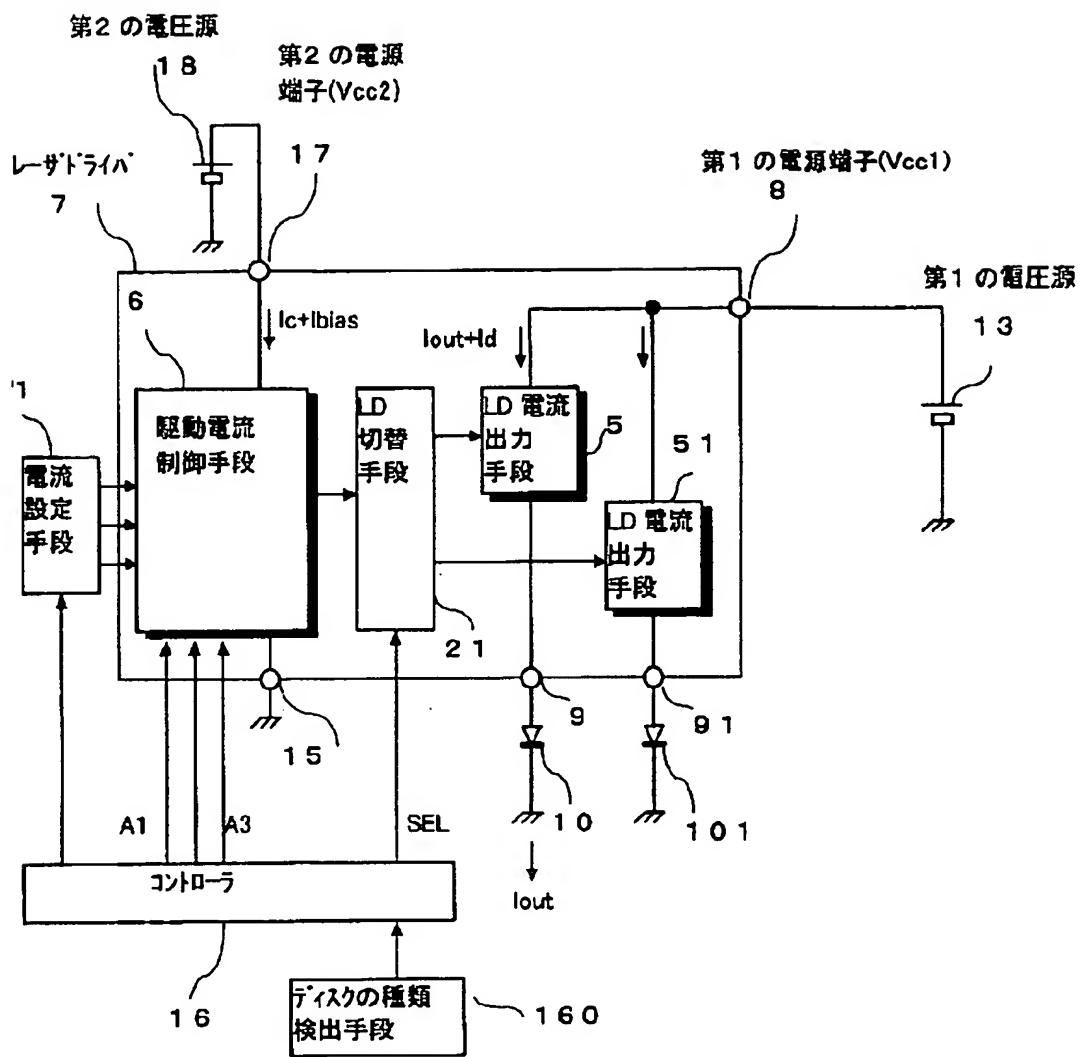 第2の電圧源
18
第2の電源
端子(Vcc2)
17
レーザドライバ
7
第1の電源端子(Vcc1)
8
第1の電圧源
13
6
Ic+Ibias
Iout+Id
駆動電流
制御手段
LD
切替
手段
LD電流
出力
手段
5
51
LD電流
出力
手段
1
電流
設定
手段
21
9
91
15
10
101
A1
A3
SEL
Iout
コントローラ
16
ディスクの種類
検出手段
160